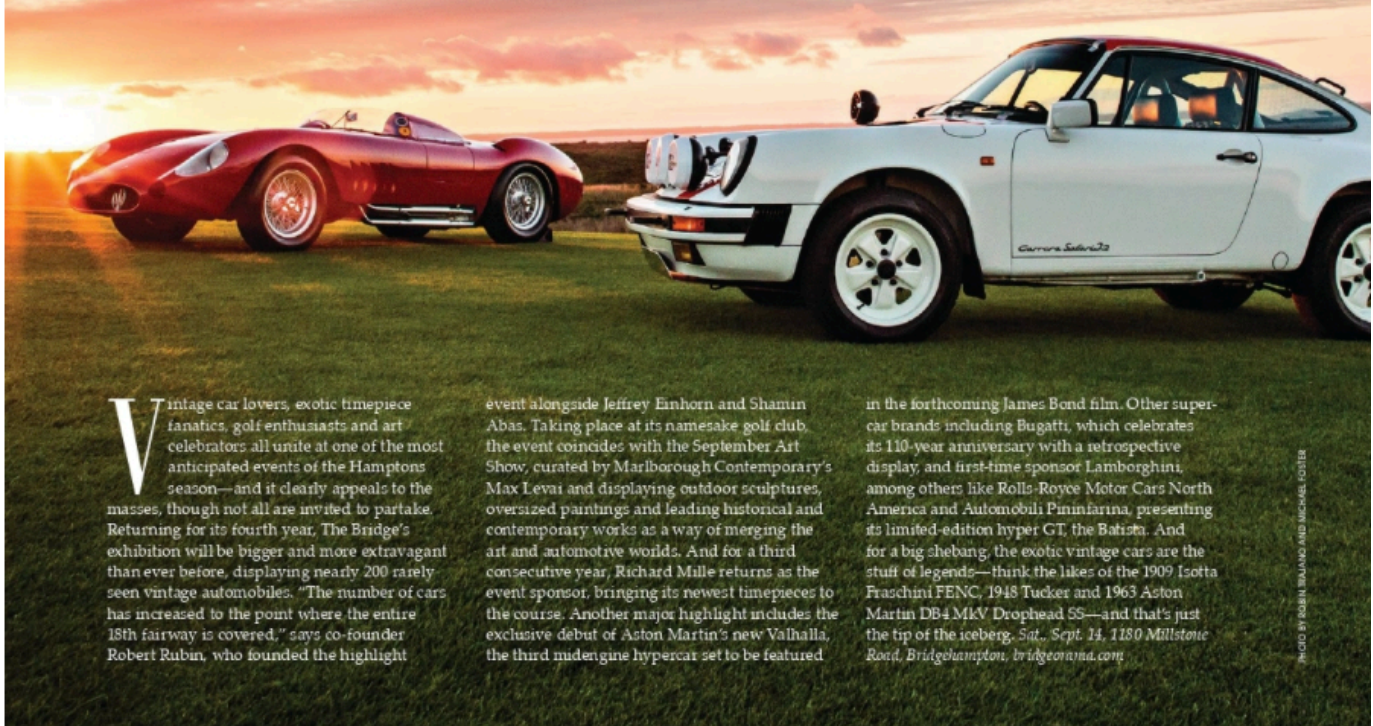 Carrera Safari 3.2
Vintage car lovers, exotic timepiece
fanatics, golf enthusiasts and art
celebrators all unite at one of the most
anticipated events of the Hamptons
season—and it clearly appeals to the
masses, though not all are invited to partake.
Returning for its fourth year, The Bridge's
exhibition will be bigger and more extravagant
than ever before, displaying nearly 200 rarely-
seen vintage automobiles. "The number of cars
has increased to the point where the entire
18th fairway is covered," says co-founder
Robert Rubin, who founded the highlight
event alongside Jeffrey Einhorn and Shamin
Abas. Taking place at its namesake golf club,
the event coincides with the September Art
Show, curated by Marlborough Contemporary's
Max Levai and displaying outdoor sculptures,
oversized paintings and leading historical and
contemporary works as a way of merging the
art and automotive worlds. And for a third
consecutive year, Richard Mille returns as the
event sponsor, bringing its newest timepieces to
the course. Another major highlight includes the
exclusive debut of Aston Martin's new Valhalla,
the third midengine hypercar set to be featured
in the forthcoming James Bond film. Other super-
car brands including Bugatti, which celebrates
its 110-year anniversary with a retrospective
display, and first-time sponsor Lamborghini,
among others like Rolls-Royce Motor Cars North
America and Automobili Pininfarina, presenting
its limited-edition hyper GT, the Batista. And
for a big shebang, the exotic vintage cars are the
stuff of legends—think the likes of the 1909 Isotta
Fraschini FENC, 1948 Tucker and 1963 Aston
Martin DB4 MkV Drophead SS—and that's just
the tip of the iceberg. Sat., Sept. 14, 1180 Millstone
Road, Bridgehampton, bridgeorama.com
PHOTO BY ROBIN TRAJANO AND MICHAEL FOSTER